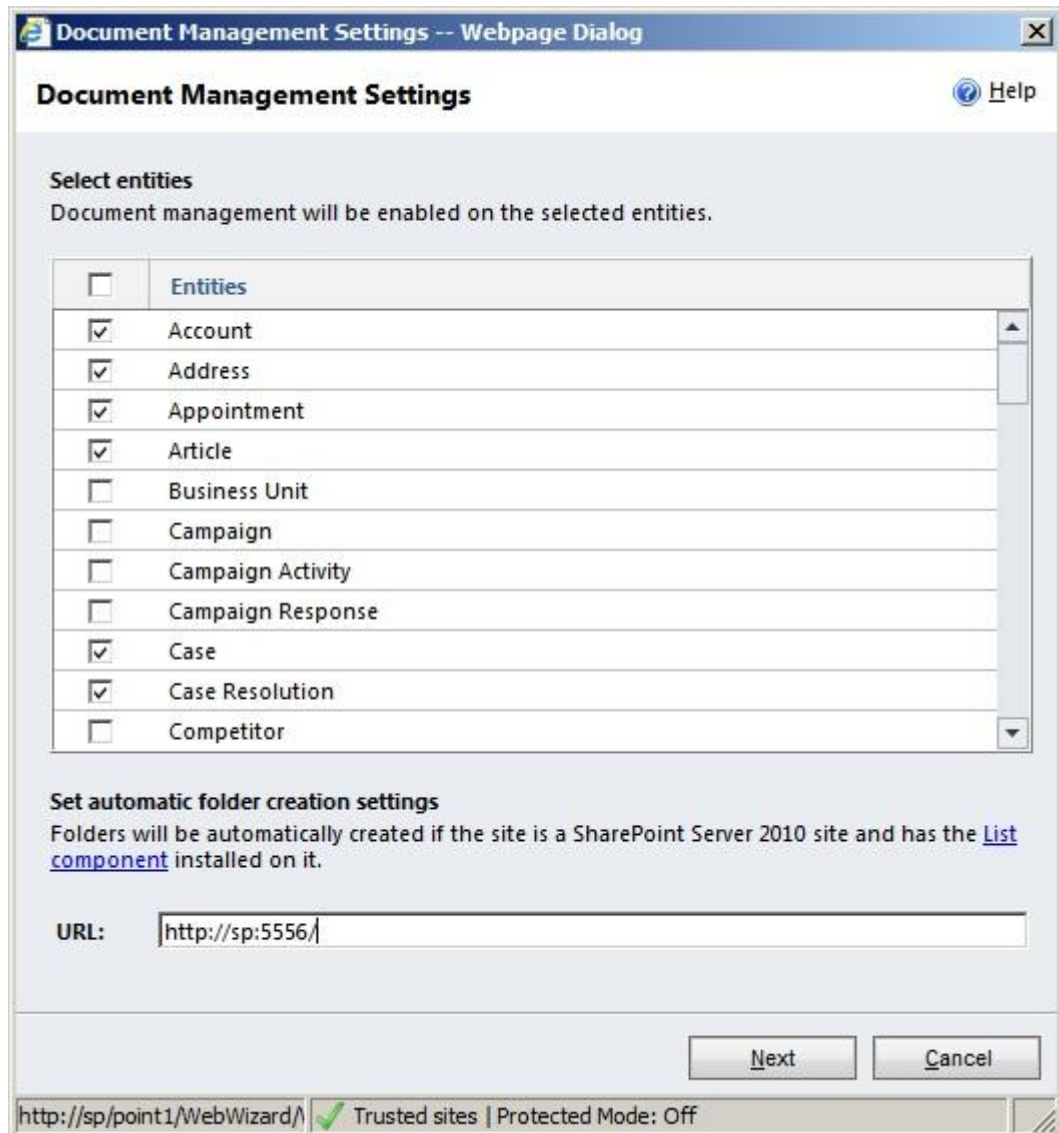 Document Management Settings -- Webpage Dialog
Document Management Settings
Help
Select entities
Document management will be enabled on the selected entities.
Entities
Account
Address
Appointment
Article
Business Unit
Campaign
Campaign Activity
Campaign Response
Case
Case Resolution
Competitor
Set automatic folder creation settings
Folders will be automatically created if the site is a SharePoint Server 2010 site and has the List
component installed on it.
URL: http://sp:5556/
Next Cancel
http://sp/point1/WebWizard/ Trusted sites | Protected Mode: Off